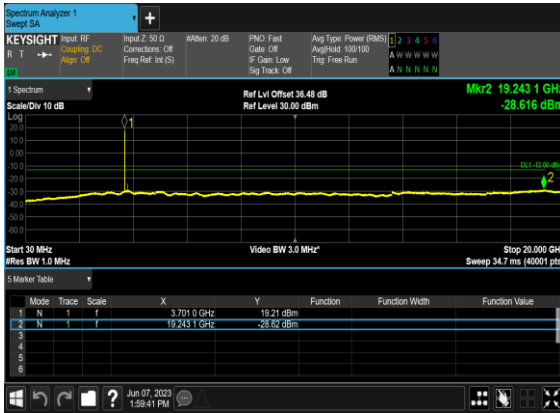 Spectrum Analyzer 1
Swept SA
+
KEYSIGHT
R T
Input: RF
Coupling: DC
Align: Off
Input Z: 50 Ω
Corrections: Off
Freq Ref: Int (S)
#Atten: 20 dB
PNO: Fast
Gate: Off
IF Gain: Low
Sig Track: Off
Avg Type: Power (RMS)
Avg|Hold: 100/100
Trig: Free Run
1 2 3 4 5 6
A W W W W W
A N N N N N
1 Spectrum
Scale/Div 10 dB
Ref Lvl Offset 36.48 dB
Ref Level 30.00 dBm
Mkr2 19.243 1 GHz
-28.616 dBm
Log
20.0
10.0
0.00
-10.0
-20.0
-30.0
-40.0
-50.0
-60.0
1
DL1 -13.00 dBm
2
Start 30 MHz
#Res BW 1.0 MHz
Video BW 3.0 MHz*
Stop 20.000 GH
Sweep 34.7 ms (40001 pts
5 Marker Table
Mode Trace Scale X Y Function Function Width Function Value
1 N 1 f 3.701 0 GHz 19.21 dBm
2 N 1 f 19.243 1 GHz -28.62 dBm
3
4
5
6
?
Jun 07, 2023
1:59:41 PM